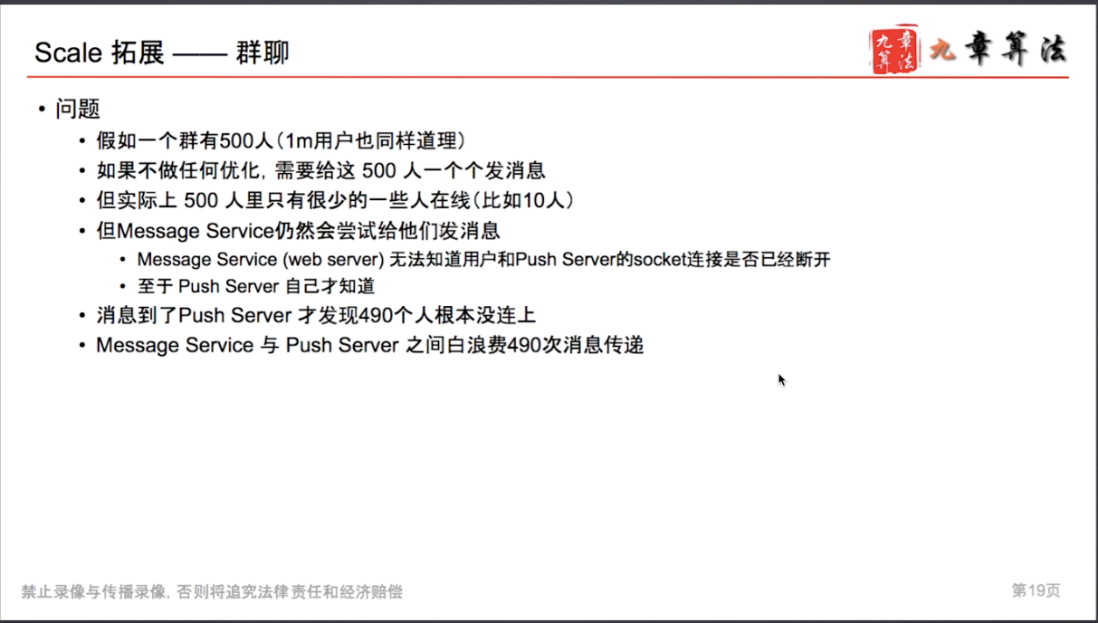 Scale 拓展 —— 群聊
九章算法
九章算法
• 问题
• 假如一个群有500人（1m用户也同样道理）
• 如果不做任何优化, 需要给这 500 人一个个发消息
• 但实际上 500 人里只有很少的一些人在线（比如10人）
• 但Message Service仍然会尝试给他们发消息
• Message Service (web server) 无法知道用户和Push Server的socket连接是否已经断开
• 至于 Push Server 自己才知道
• 消息到了Push Server 才发现490个人根本没连上
• Message Service 与 Push Server 之间白浪费490次消息传递
禁止录像与传播录像, 否则将追究法律责任和经济赔偿
第19页